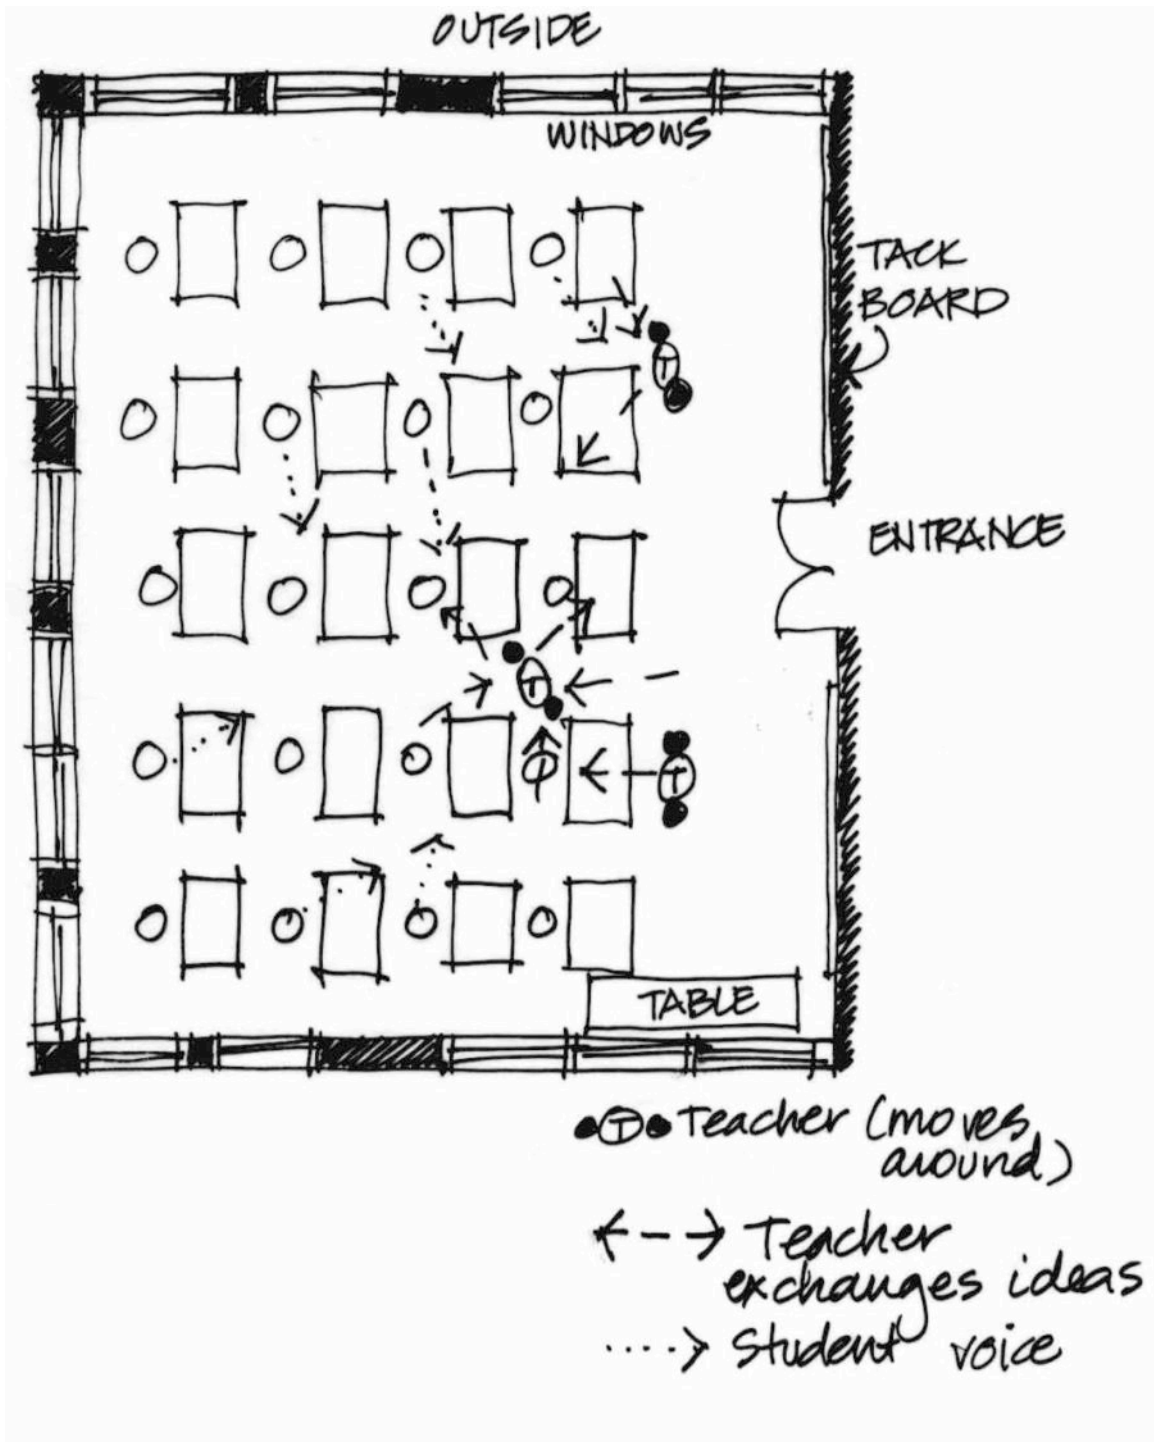 OUTSIDE
WINDOWS
TACK
BOARD
ENTRANCE
T
T
T
TABLE
T Teacher (moves
around)
Teacher
exchanges ideas
Student voice